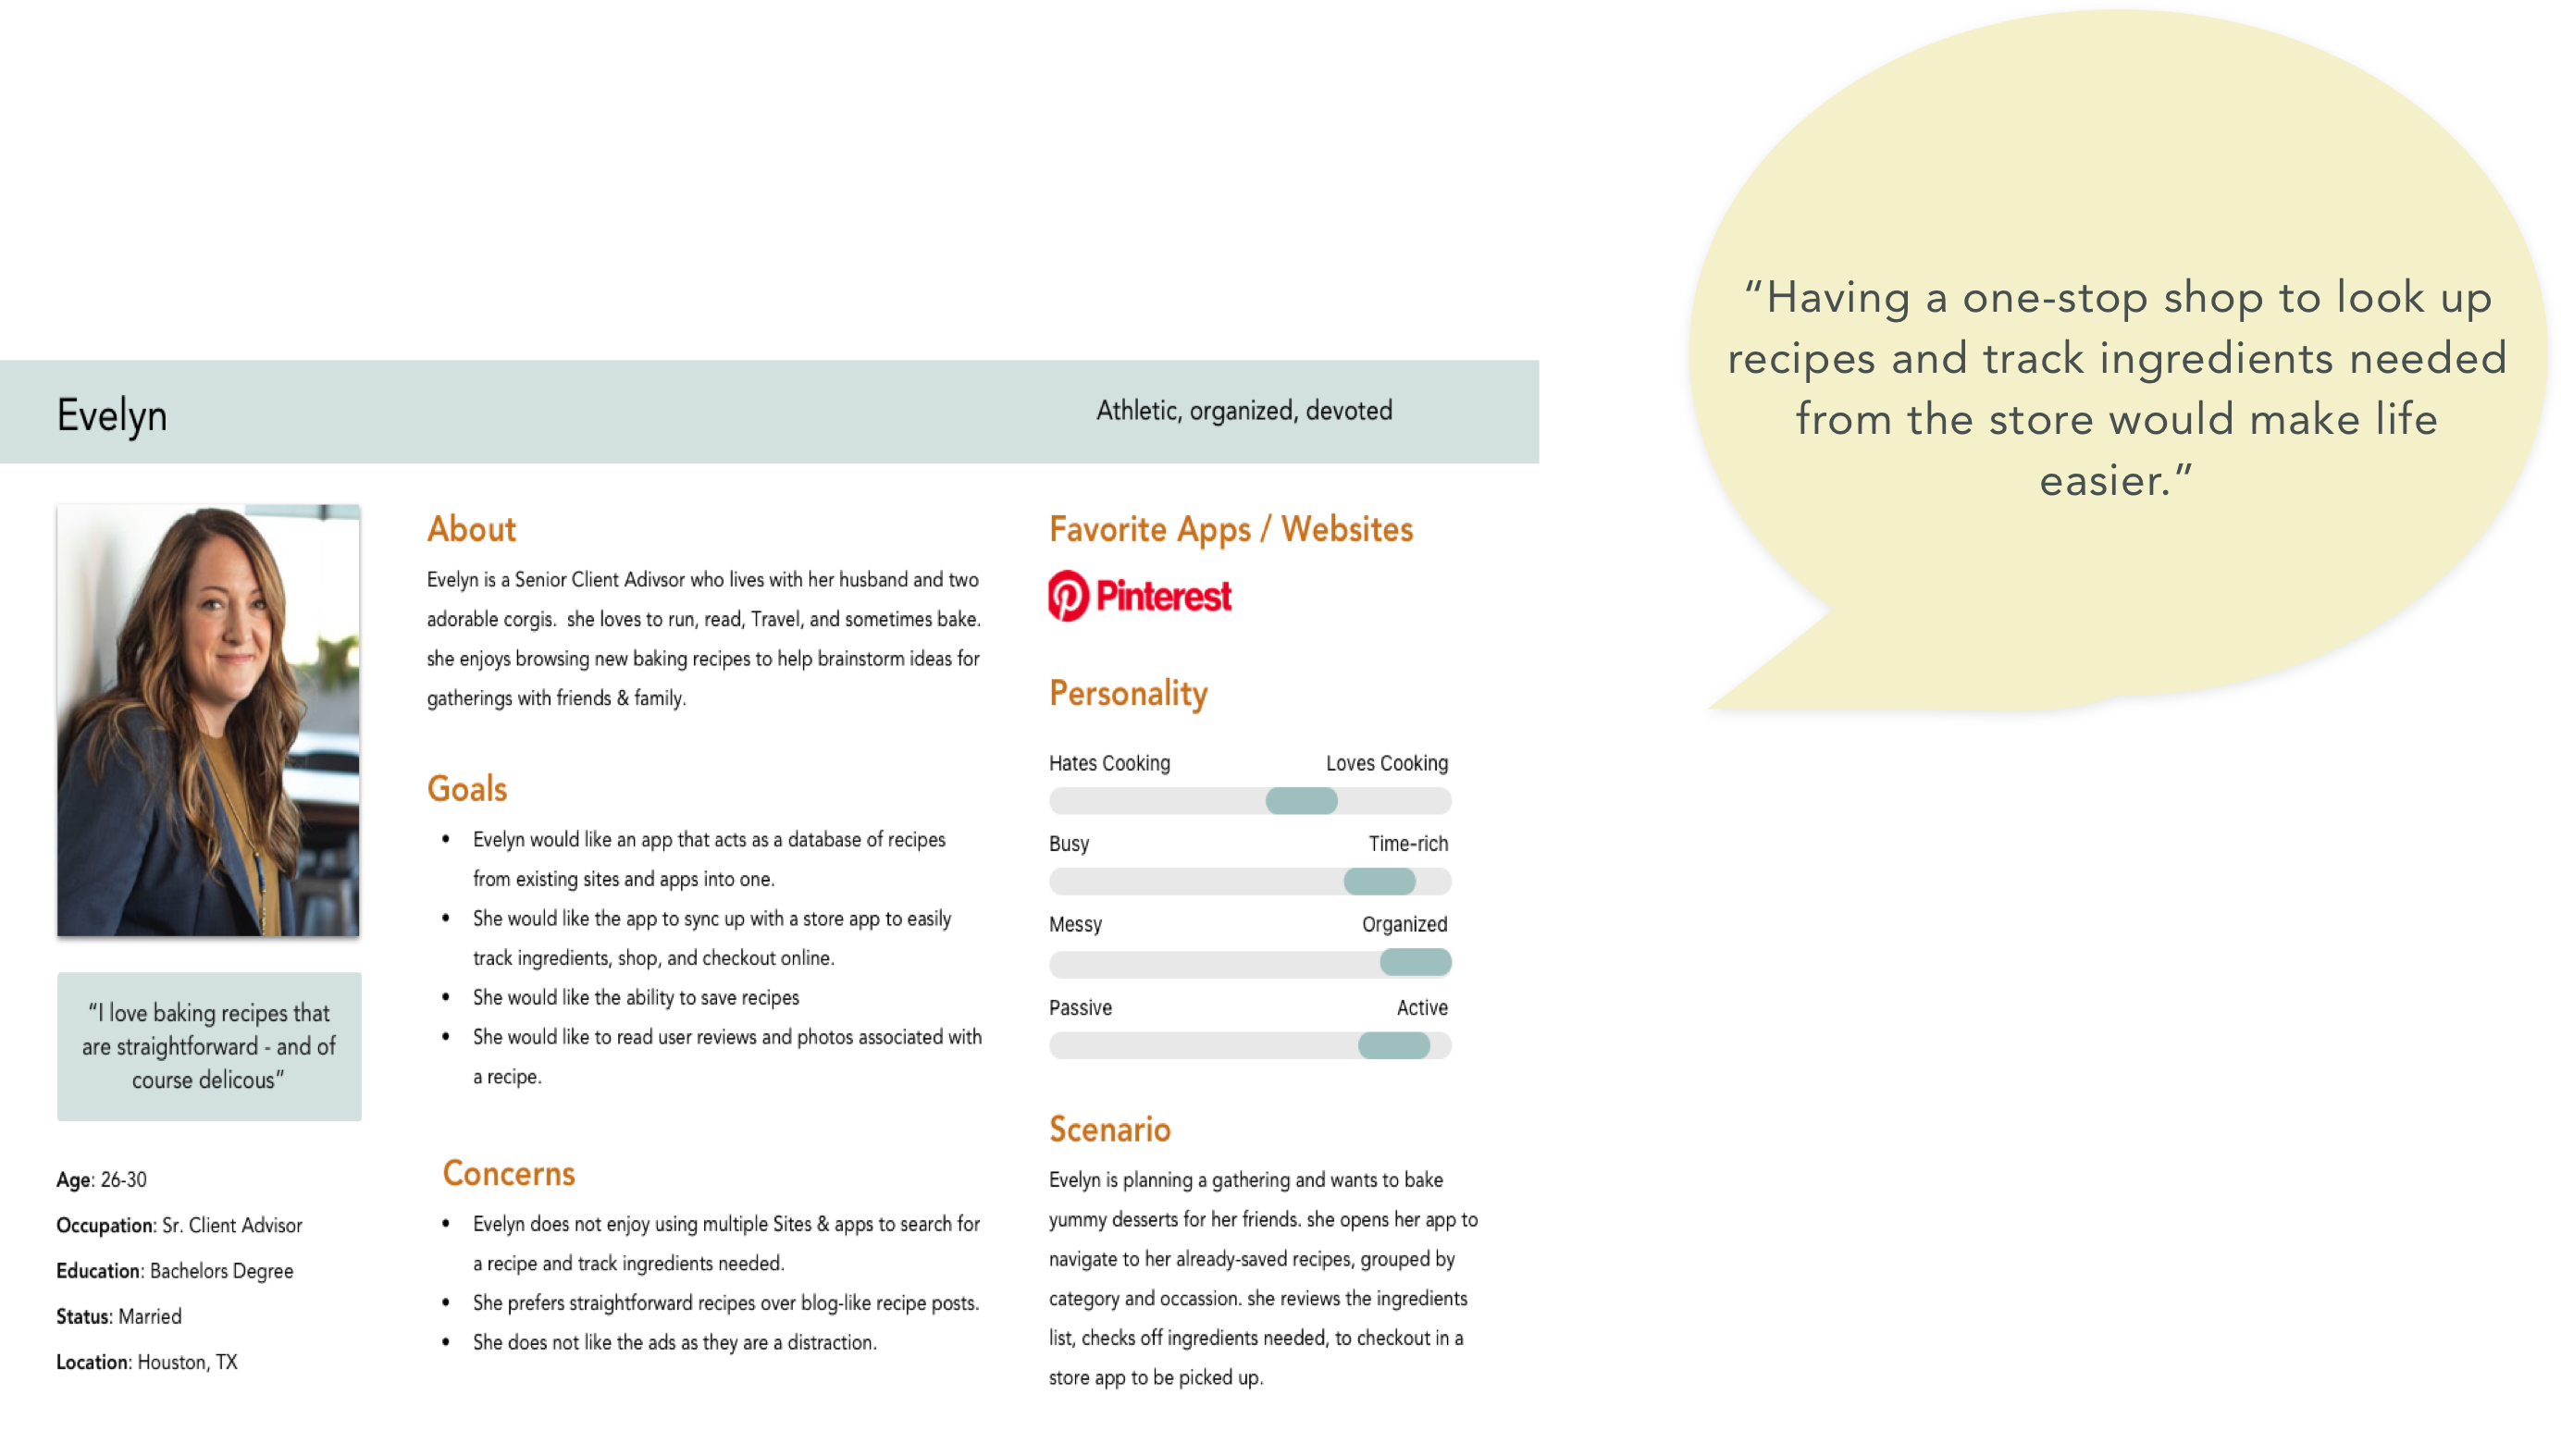 Evelyn
Athletic, organized, devoted
“I love baking recipes that
are straightforward - and of
course delicous”
Age: 26-30
Occupation: Sr. Client Advisor
Education: Bachelors Degree
Status: Married
Location: Houston, TX
About
Evelyn is a Senior Client Adivsor who lives with her husband and two
adorable corgis.  she loves to run, read, Travel, and sometimes bake.
she enjoys browsing new baking recipes to help brainstorm ideas for
gatherings with friends & family.
Goals
• Evelyn would like an app that acts as a database of recipes
from existing sites and apps into one.
• She would like the app to sync up with a store app to easily
track ingredients, shop, and checkout online.
• She would like the ability to save recipes
• She would like to read user reviews and photos associated with
a recipe.
Concerns
• Evelyn does not enjoy using multiple Sites & apps to search for
a recipe and track ingredients needed.
• She prefers straightforward recipes over blog-like recipe posts.
• She does not like the ads as they are a distraction.
Favorite Apps / Websites
Pinterest
Personality
Hates Cooking Loves Cooking
Busy Time-rich
Messy Organized
Passive Active
Scenario
Evelyn is planning a gathering and wants to bake
yummy desserts for her friends. she opens her app to
navigate to her already-saved recipes, grouped by
category and occassion. she reviews the ingredients
list, checks off ingredients needed, to checkout in a
store app to be picked up.
“Having a one-stop shop to look up
recipes and track ingredients needed
from the store would make life
easier.”